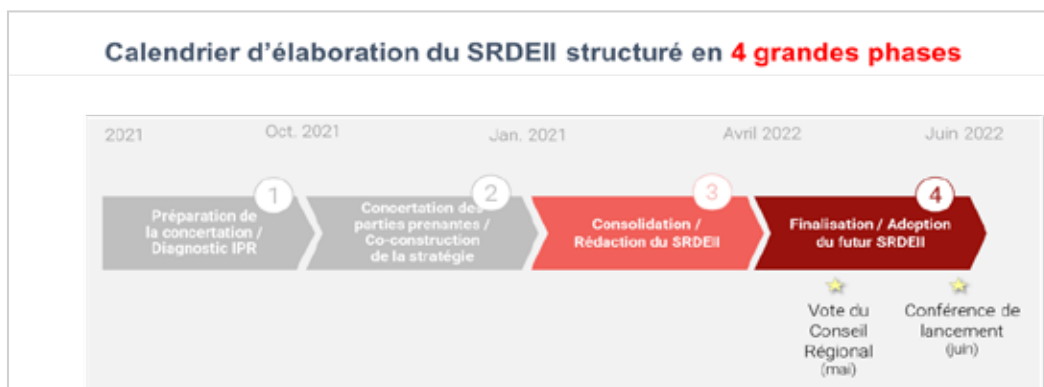 Calendrier d’élaboration du SRDEII structuré en 4 grandes phases
2021
Oct. 2021
Jan. 2021
Avril 2022
Juin 2022
1
Préparation de
la concertation /
Diagnostic IPR
2
Concertation des
parties prenantes /
Co-construction
de la stratégie
3
Consolidation /
Rédaction du SRDEII
4
Finalisation / Adoption
du futur SRDEII
Vote du
Conseil
Régional
(mai)
Conférence de
lancement
(juin)